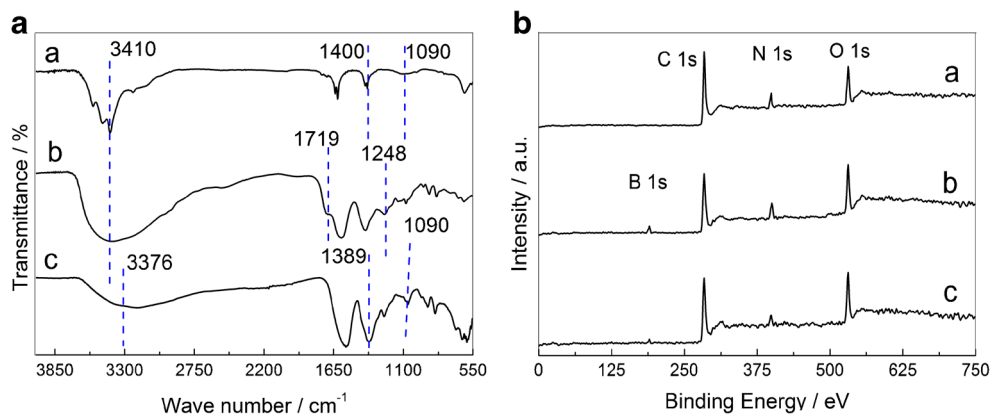 a
3410
1400
1090
a
1719
1248
b
1090
1389
3376
c
Transmittance / %
3850
3300
2750
2200
1650
1100
550
Wave number / cm⁻¹
b
C 1s
N 1s
O 1s
a
B 1s
b
c
Intensity / a.u.
0
125
250
375
500
625
750
Binding Energy / eV